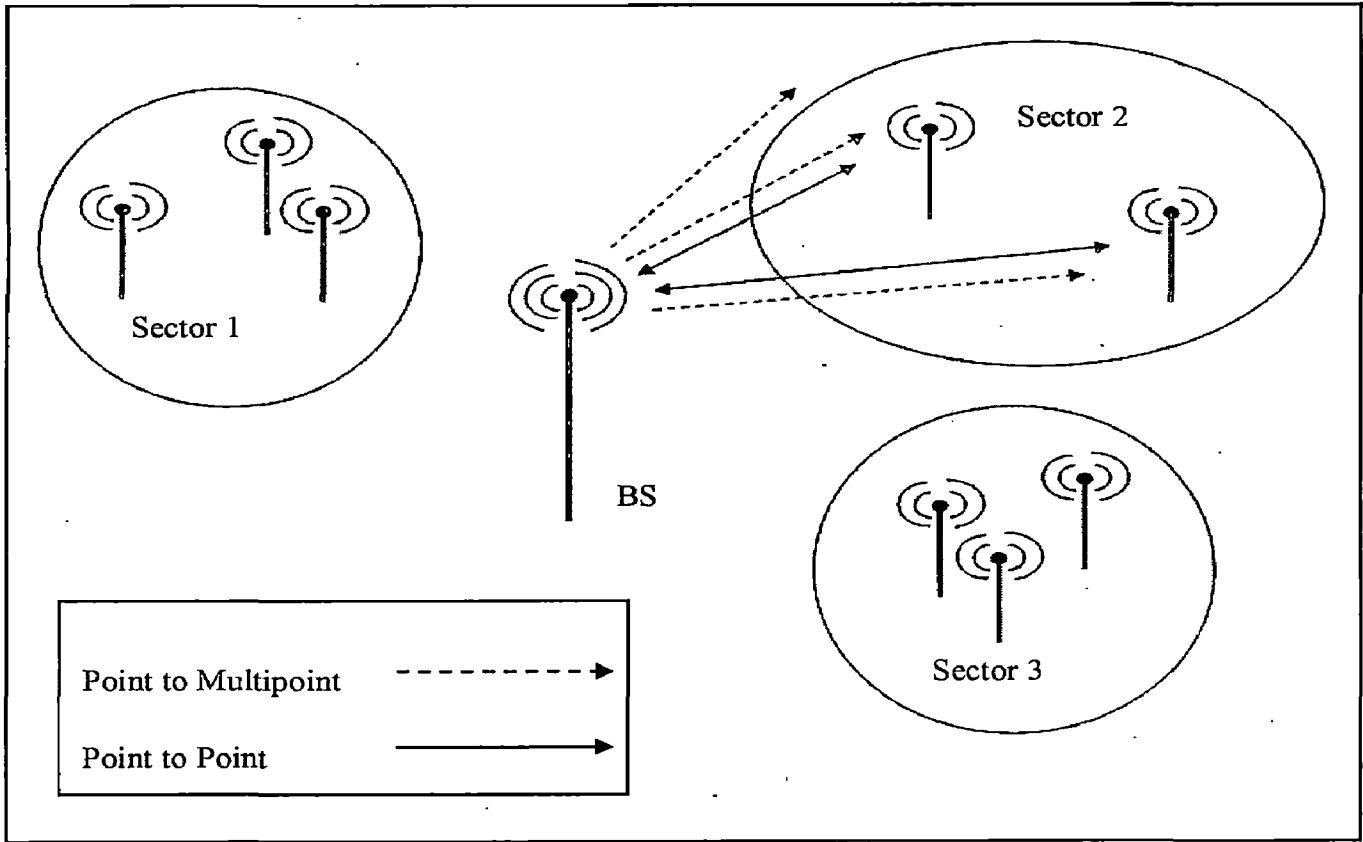 Sector 2
Sector 1
BS
Sector 3
Point to Multipoint
Point to Point